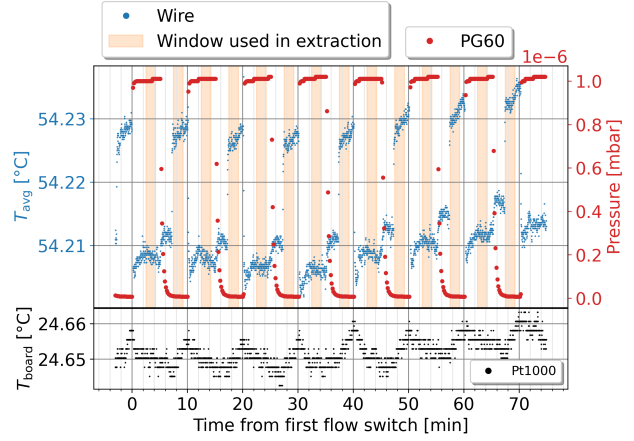 Wire
Window used in extraction
PG60
1e−6
54.23
54.22
54.21
T_avg [°C]
1.0
0.8
0.6
0.4
0.2
0.0
Pressure [mbar]
24.66
24.65
T_board [°C]
Pt1000
0 10 20 30 40 50 60 70
Time from first flow switch [min]